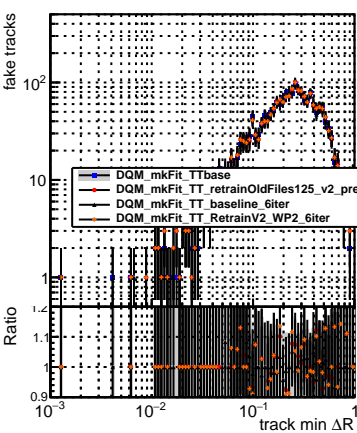 fake tracks
10²
10
1
DQM_mkFit_TTbase
DQM_mkFit_TT_retrainOldFiles125_v2_pre
DQM_mkFit_TT_baseline_6iter
DQM_mkFit_TT_RetrainV2_WP2_6iter
Ratio
1.2
1.1
1
0.9
10⁻³
10⁻²
10⁻¹
1
track min ΔR